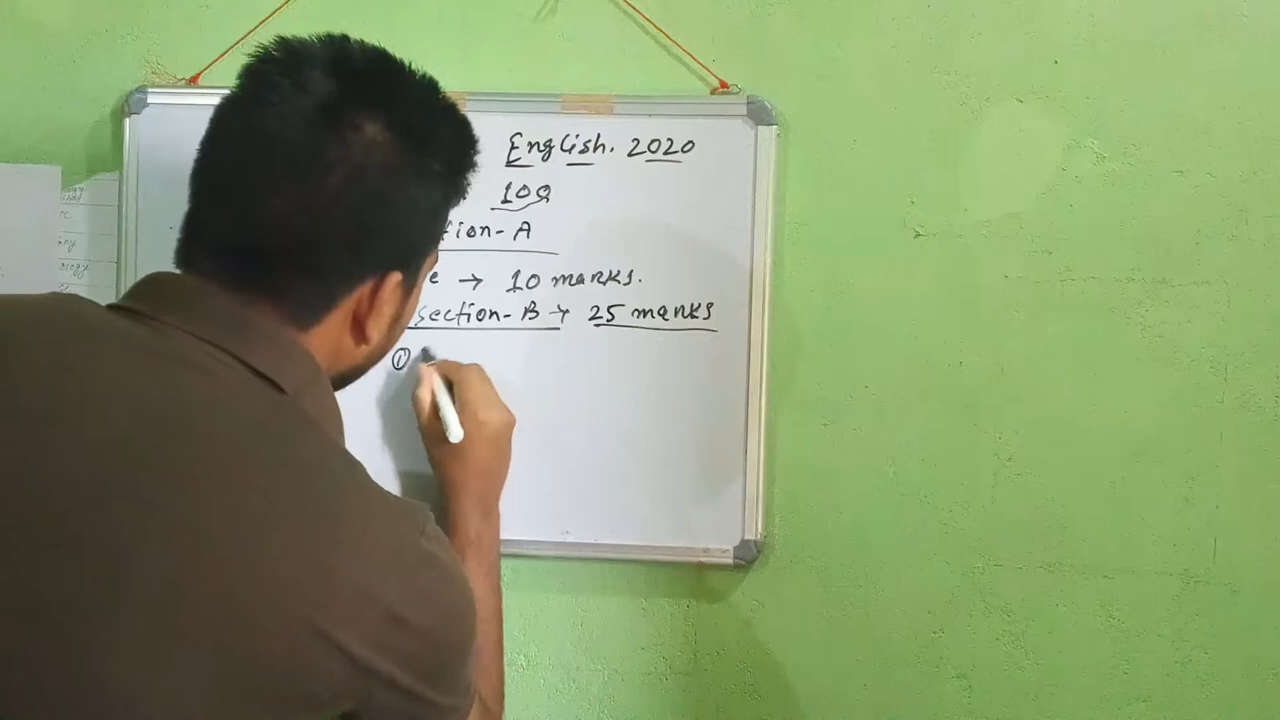 English. 2020
100
tion- A
e → 10 marks.
section- B → 25 marks
①